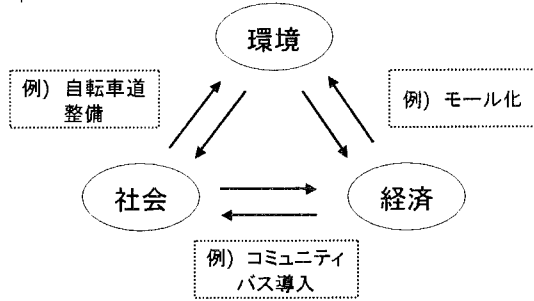 環境
例) 自転車道
整備
例) モール化
社会
経済
例) コミュニティ
バス導入